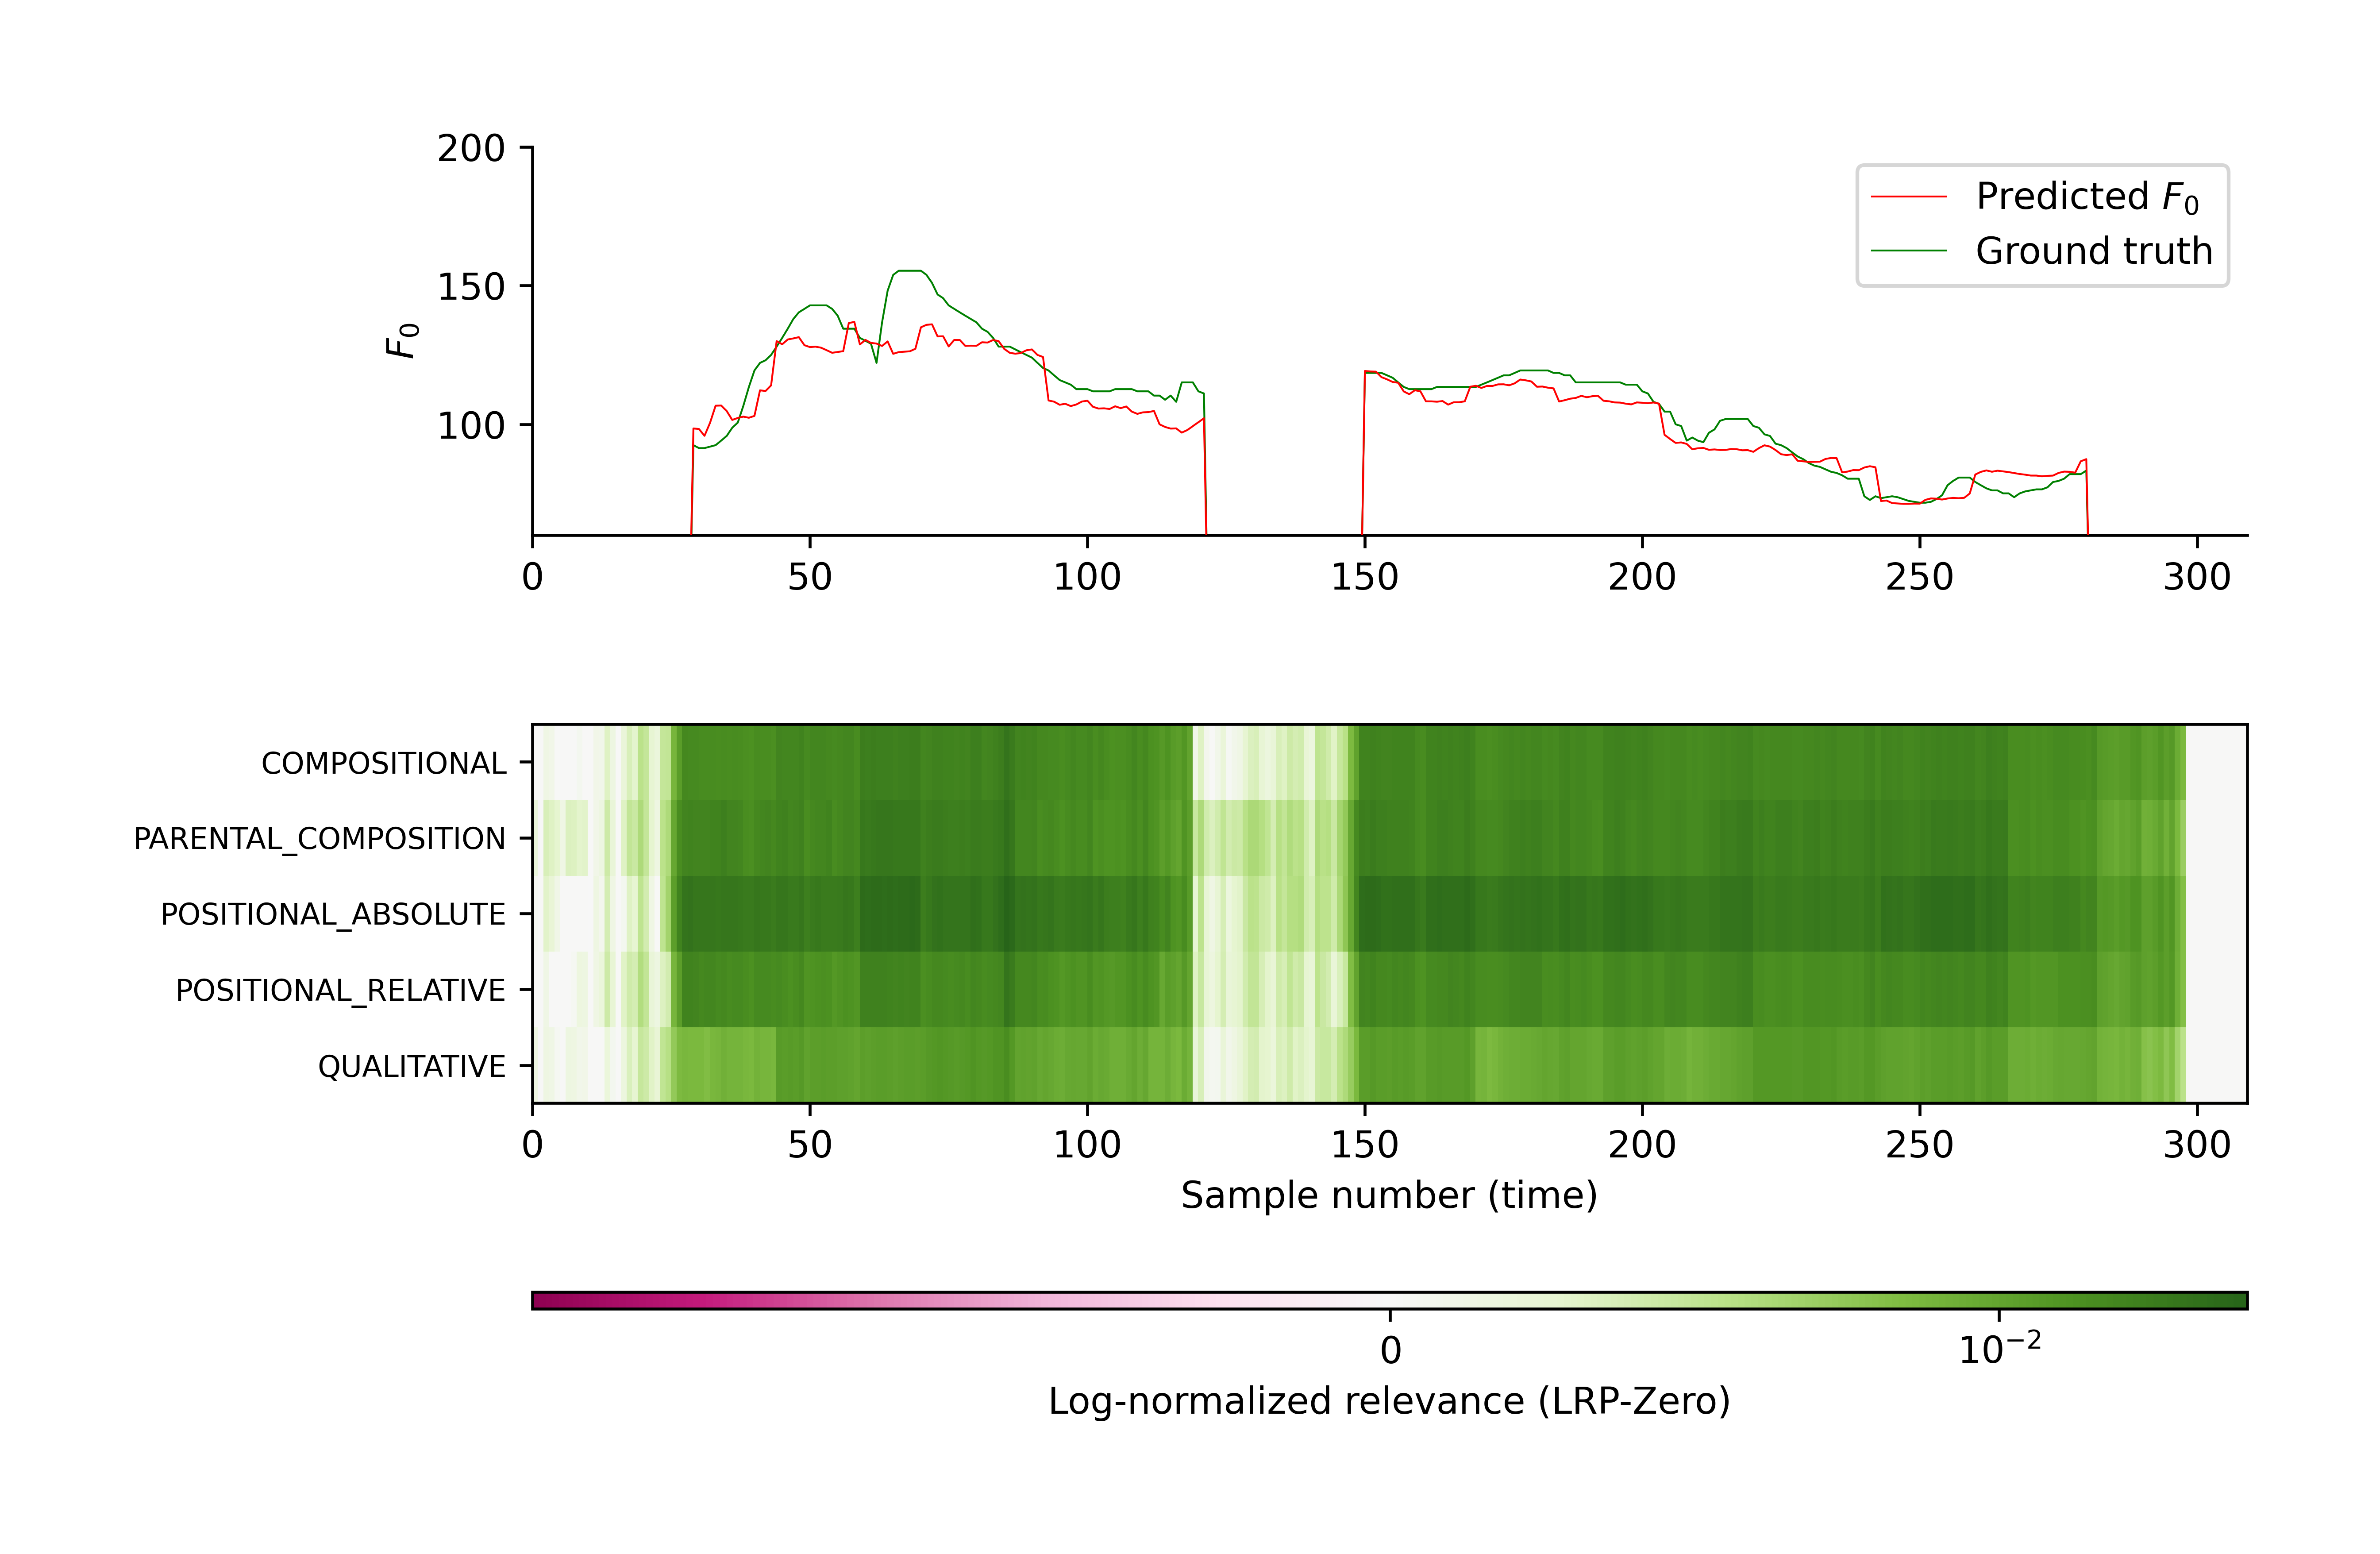 200
150
100
F₀
Predicted F₀
Ground truth
0 50 100 150 200 250 300
COMPOSITIONAL
PARENTAL_COMPOSITION
POSITIONAL_ABSOLUTE
POSITIONAL_RELATIVE
QUALITATIVE
0 50 100 150 200 250 300
Sample number (time)
0 10⁻²
Log-normalized relevance (LRP-Zero)